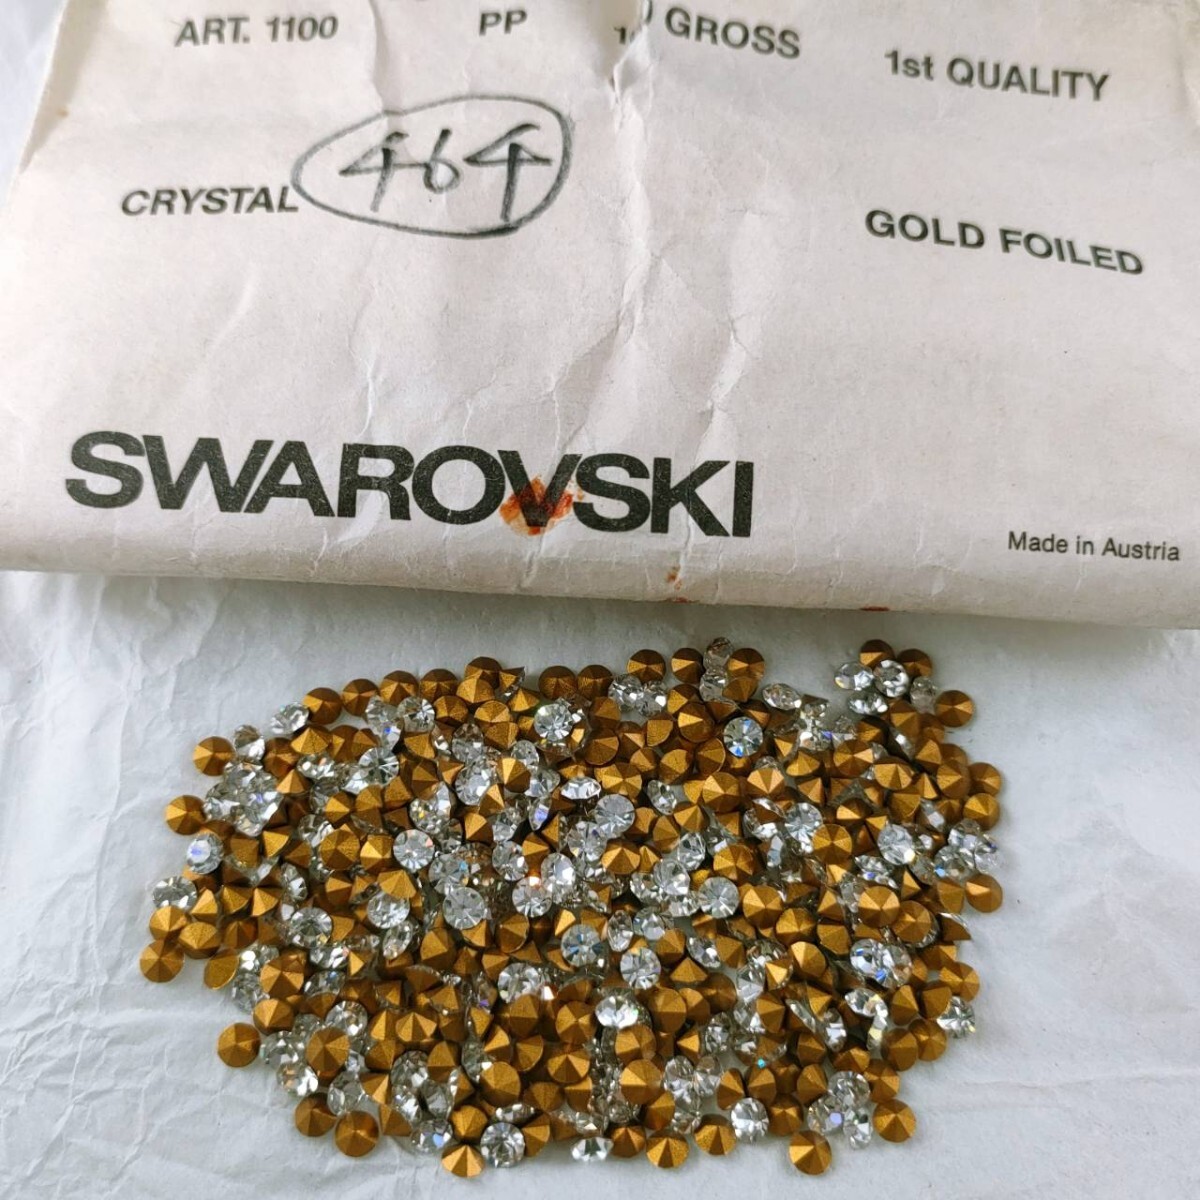 ART. 1100 PP GROSS 1st QUALITY
CRYSTAL 464 GOLD FOILED
SWAROVSKI
Made in Austria